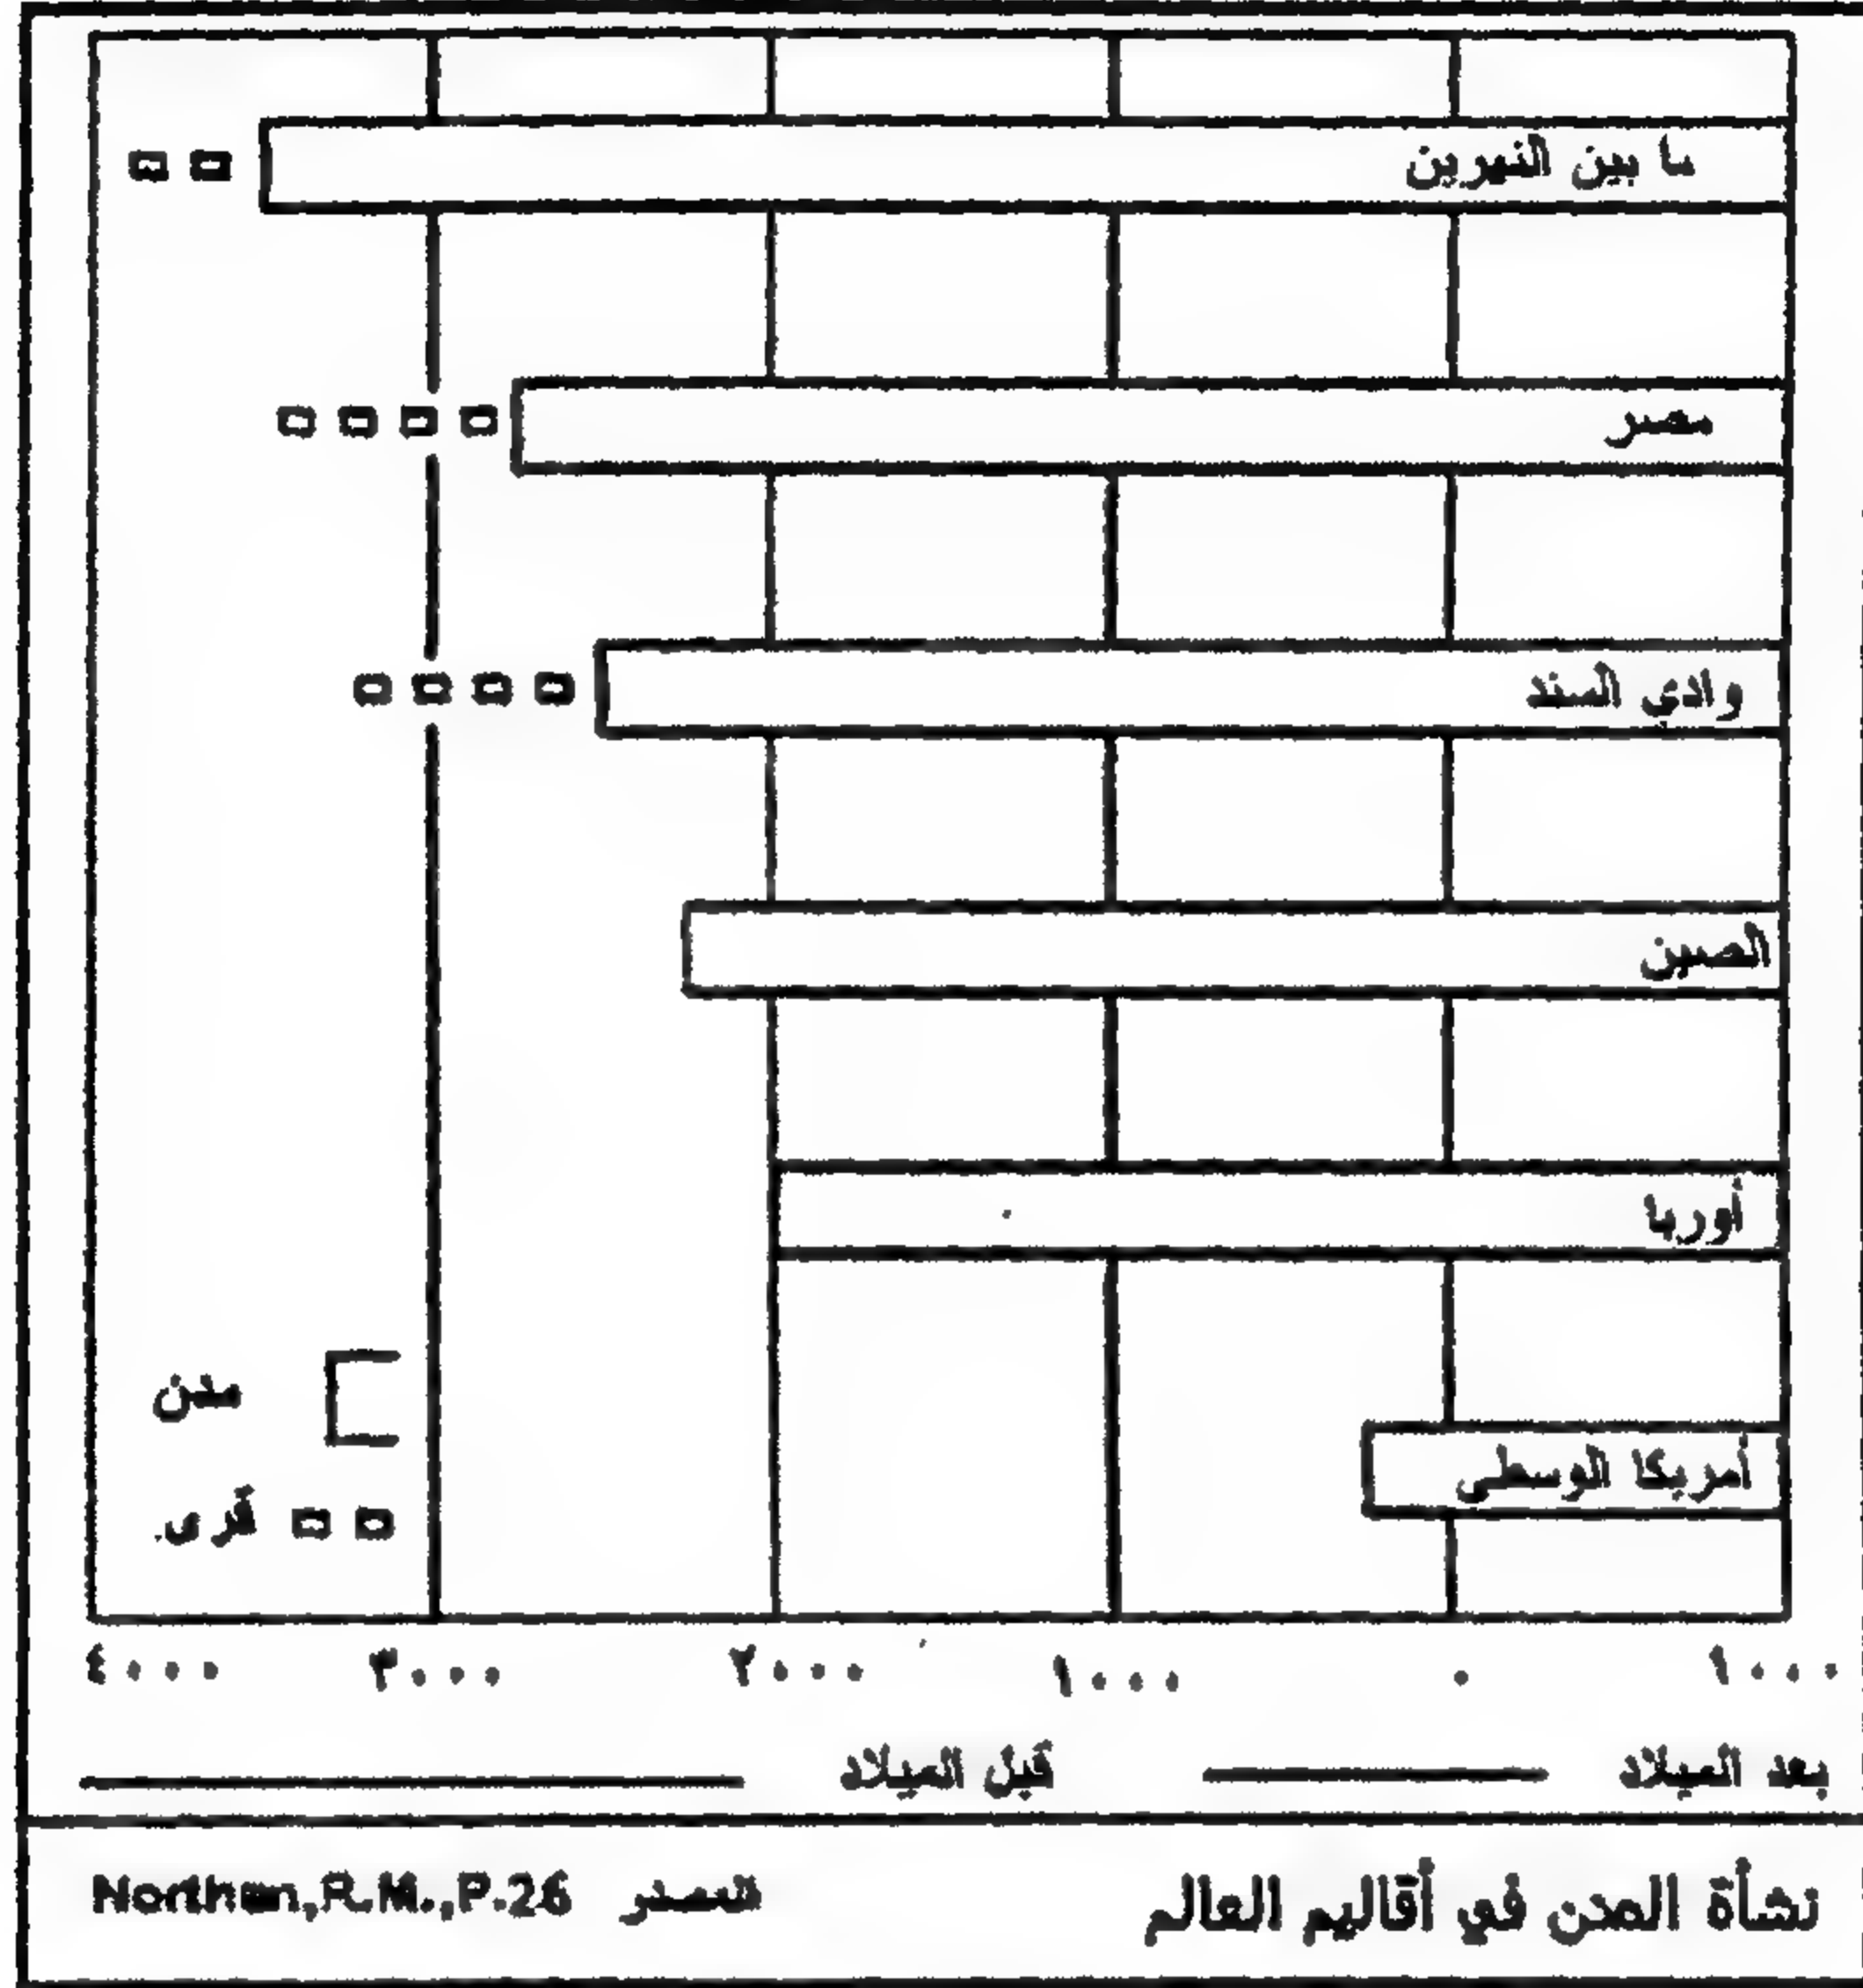 ما بين النهرين
مصر
وادي السند
الصين
أوربا
أمريكا الوسطى
مدن
قرى
٤٠٠٠ ٣٠٠٠ ٢٠٠٠ ١٠٠٠ ٠ ١٠٠٠
بعد الميلاد قبل الميلاد
نشأة المدن في أقاليم العالم
المصدر Northam,R.M.,P.26